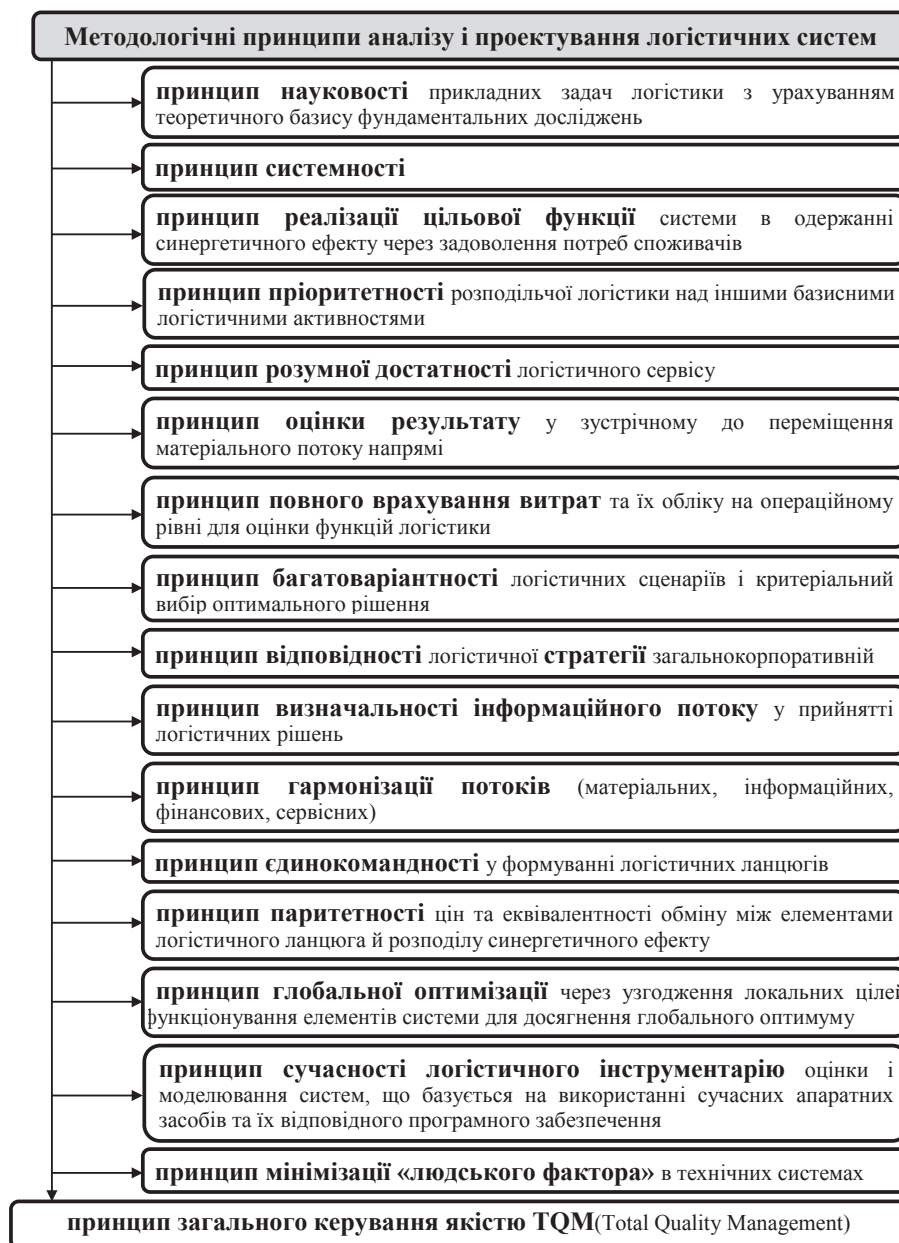 Методологічні принципи аналізу і проектування логістичних систем
принцип науковості прикладних задач логістики з урахуванням
теоретичного базису фундаментальних досліджень
принцип системності
принцип реалізації цільової функції системи в одержанні
синергетичного ефекту через задоволення потреб споживачів
принцип пріоритетності розподільчої логістики над іншими базисними
логістичними активностями
принцип розумної достатності логістичного сервісу
принцип оцінки результату у зустрічному до переміщення
матеріального потоку напрямі
принцип повного врахування витрат та їх обліку на операційному
рівні для оцінки функцій логістики
принцип багатоваріантності логістичних сценаріїв і критеріальний
вибір оптимального рішення
принцип відповідності логістичної стратегії загальнокорпоративній
принцип визначальності інформаційного потоку у прийнятті
логістичних рішень
принцип гармонізації потоків (матеріальних, інформаційних,
фінансових, сервісних)
принцип єдинокомандності у формуванні логістичних ланцюгів
принцип паритетності цін та еквівалентності обміну між елементами
логістичного ланцюга й розподілу синергетичного ефекту
принцип глобальної оптимізації через узгодження локальних цілей
функціонування елементів системи для досягнення глобального оптимуму
принцип сучасності логістичного інструментарію оцінки і
моделювання систем, що базується на використанні сучасних апаратних
засобів та їх відповідного програмного забезпечення
принцип мінімізації «людського фактора» в технічних системах
принцип загального керування якістю TQM(Total Quality Management)